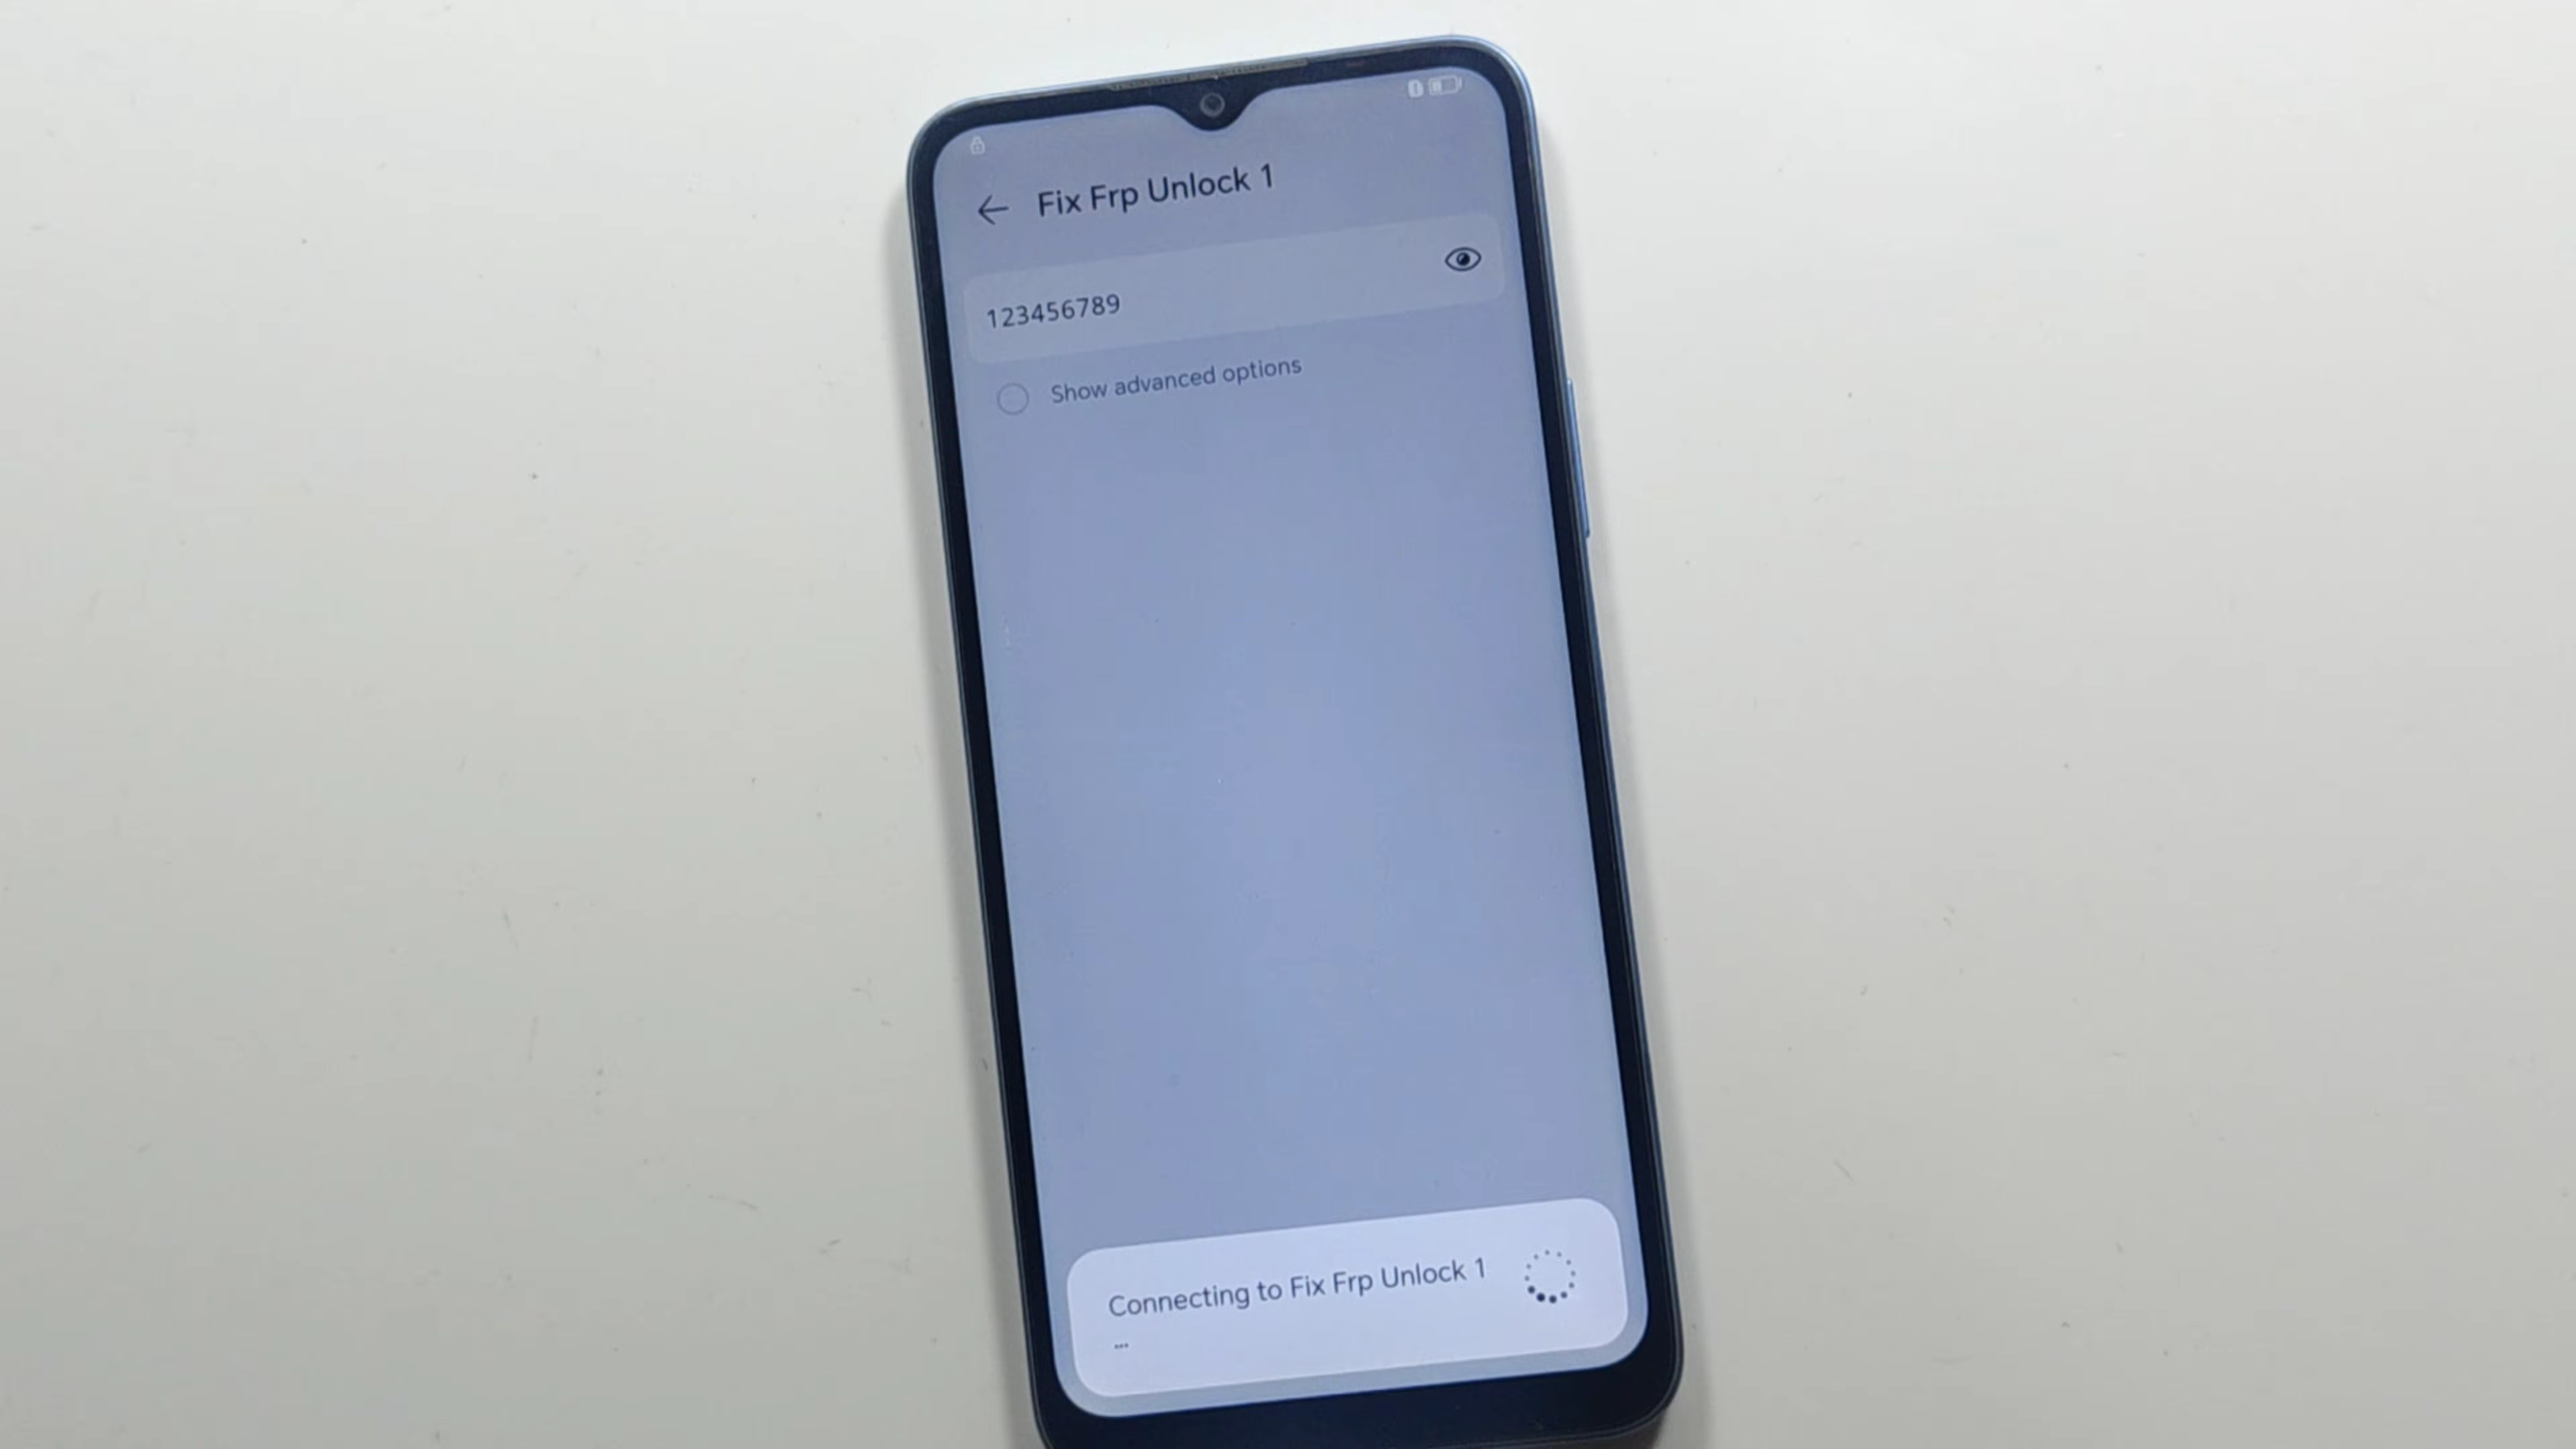 Fix Frp Unlock 1
123456789
Show advanced options
Connecting to Fix Frp Unlock 1
...